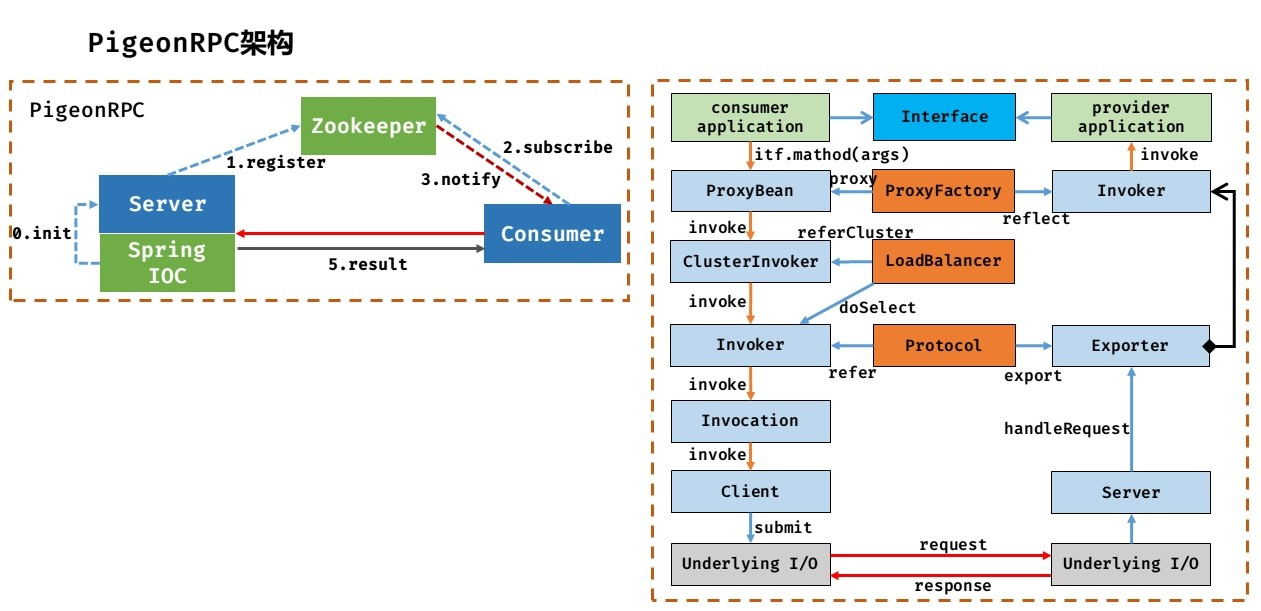 PigeonRPC架构
PigeonRPC
Zookeeper
1.register
2.subscribe
3.notify
Server
0.init
Spring
IOC
Consumer
5.result
consumer
application
Interface
provider
application
itf.mathod(args)
invoke
ProxyBean
proxy
ProxyFactory
reflect
Invoker
invoke
referCluster
ClusterInvoker
LoadBalancer
invoke
doSelect
Invoker
refer
Protocol
export
Exporter
invoke
Invocation
handleRequest
invoke
Client
Server
submit
Underlying I/O
request
response
Underlying I/O